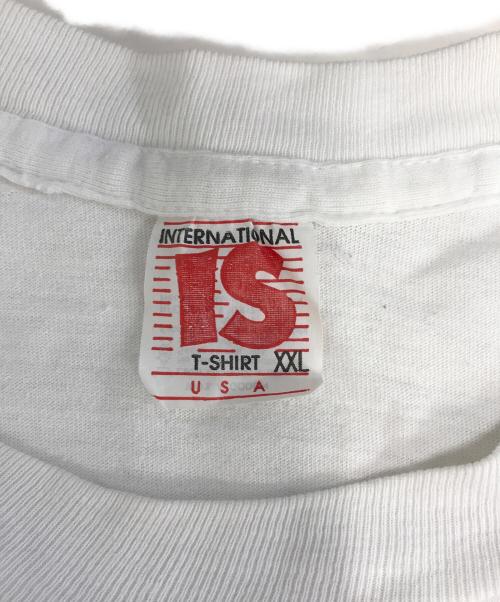 INTERNATIONAL
IS
T-SHIRT XXL
USA